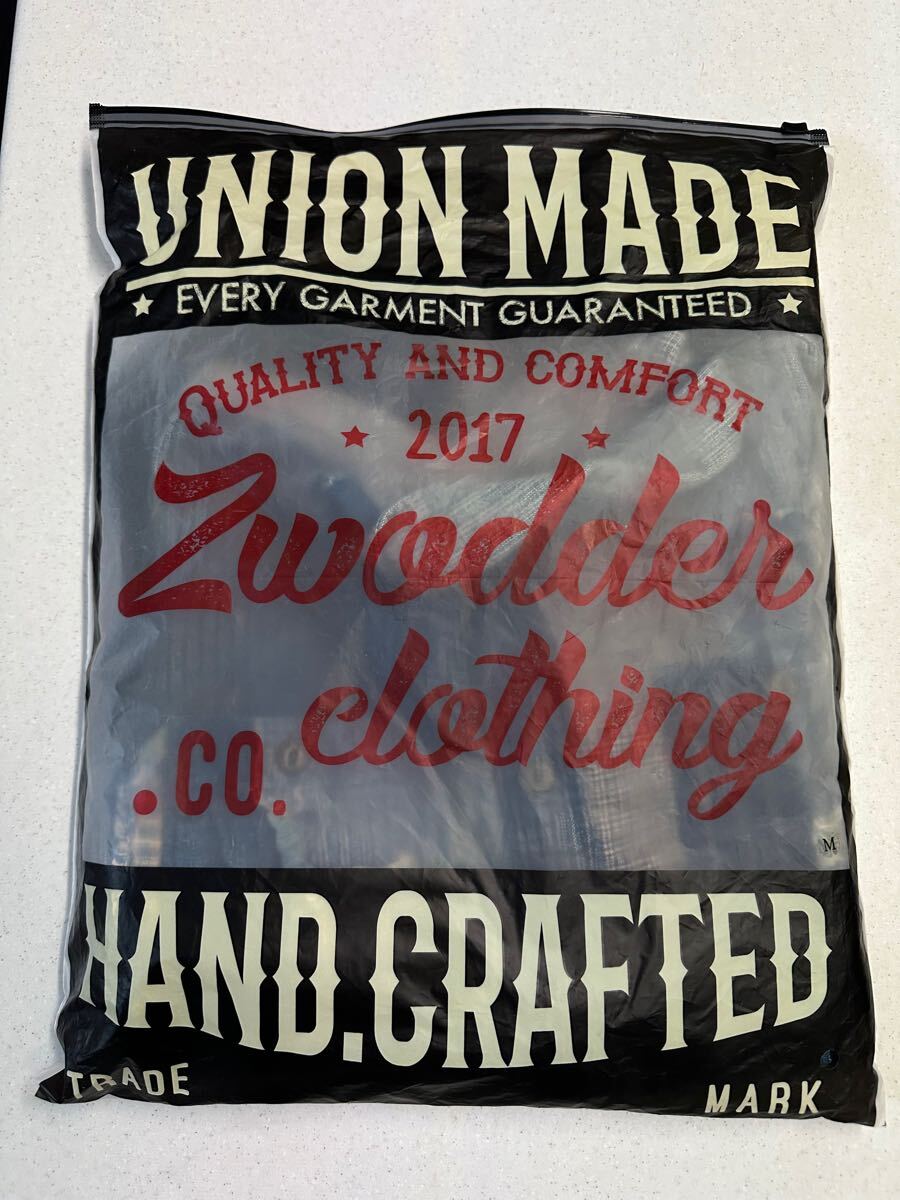 UNION MADE
EVERY GARMENT GUARANTEED
QUALITY AND COMFORT
2017
Zwodder
clothing
.CO.
M
HAND.CRAFTED
TRADE MARK